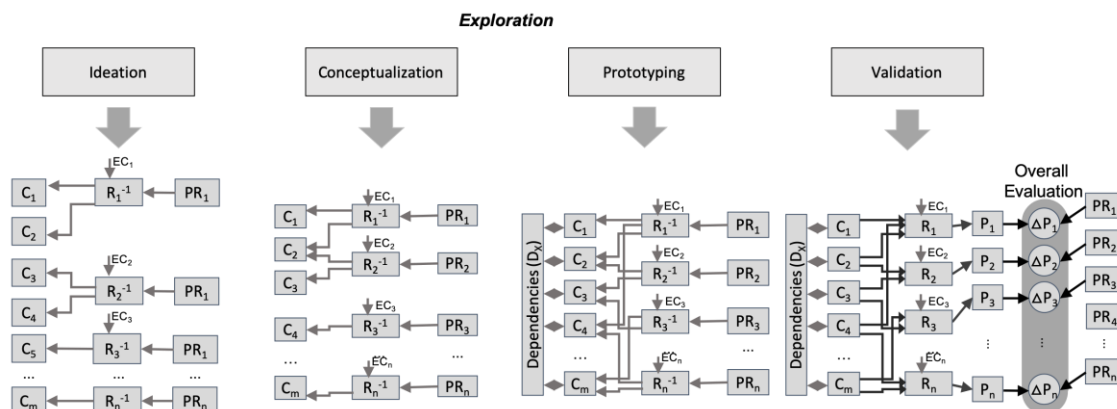 Exploration
Ideation
Conceptualization
Prototyping
Validation
EC1
C1
R1-1
PR1
C2
EC2
C3
R2-1
PR1
C4
EC3
C5
R3-1
PR1
...
...
...
Cm
Rn-1
PRn
EC1
C1
R1-1
PR1
EC2
C2
R2-1
PR2
C3
EC3
C4
R3-1
PR3
...
...
...
ECn
Cm
Rn-1
PRn
Dependencies (DX)
EC1
C1
R1-1
PR1
EC2
C2
R2-1
PR2
C3
EC3
C4
R3-1
PR3
...
...
...
ECn
Cm
Rn-1
PRn
Dependencies (DX)
Overall
Evaluation
EC1
C1
R1
P1
ΔP1
PR1
EC2
C2
R2
P2
ΔP2
PR2
C3
EC3
R3
P3
ΔP3
PR3
C4
PR4
...
...
...
...
...
ECn
Cm
Rn
Pn
ΔPn
PRn